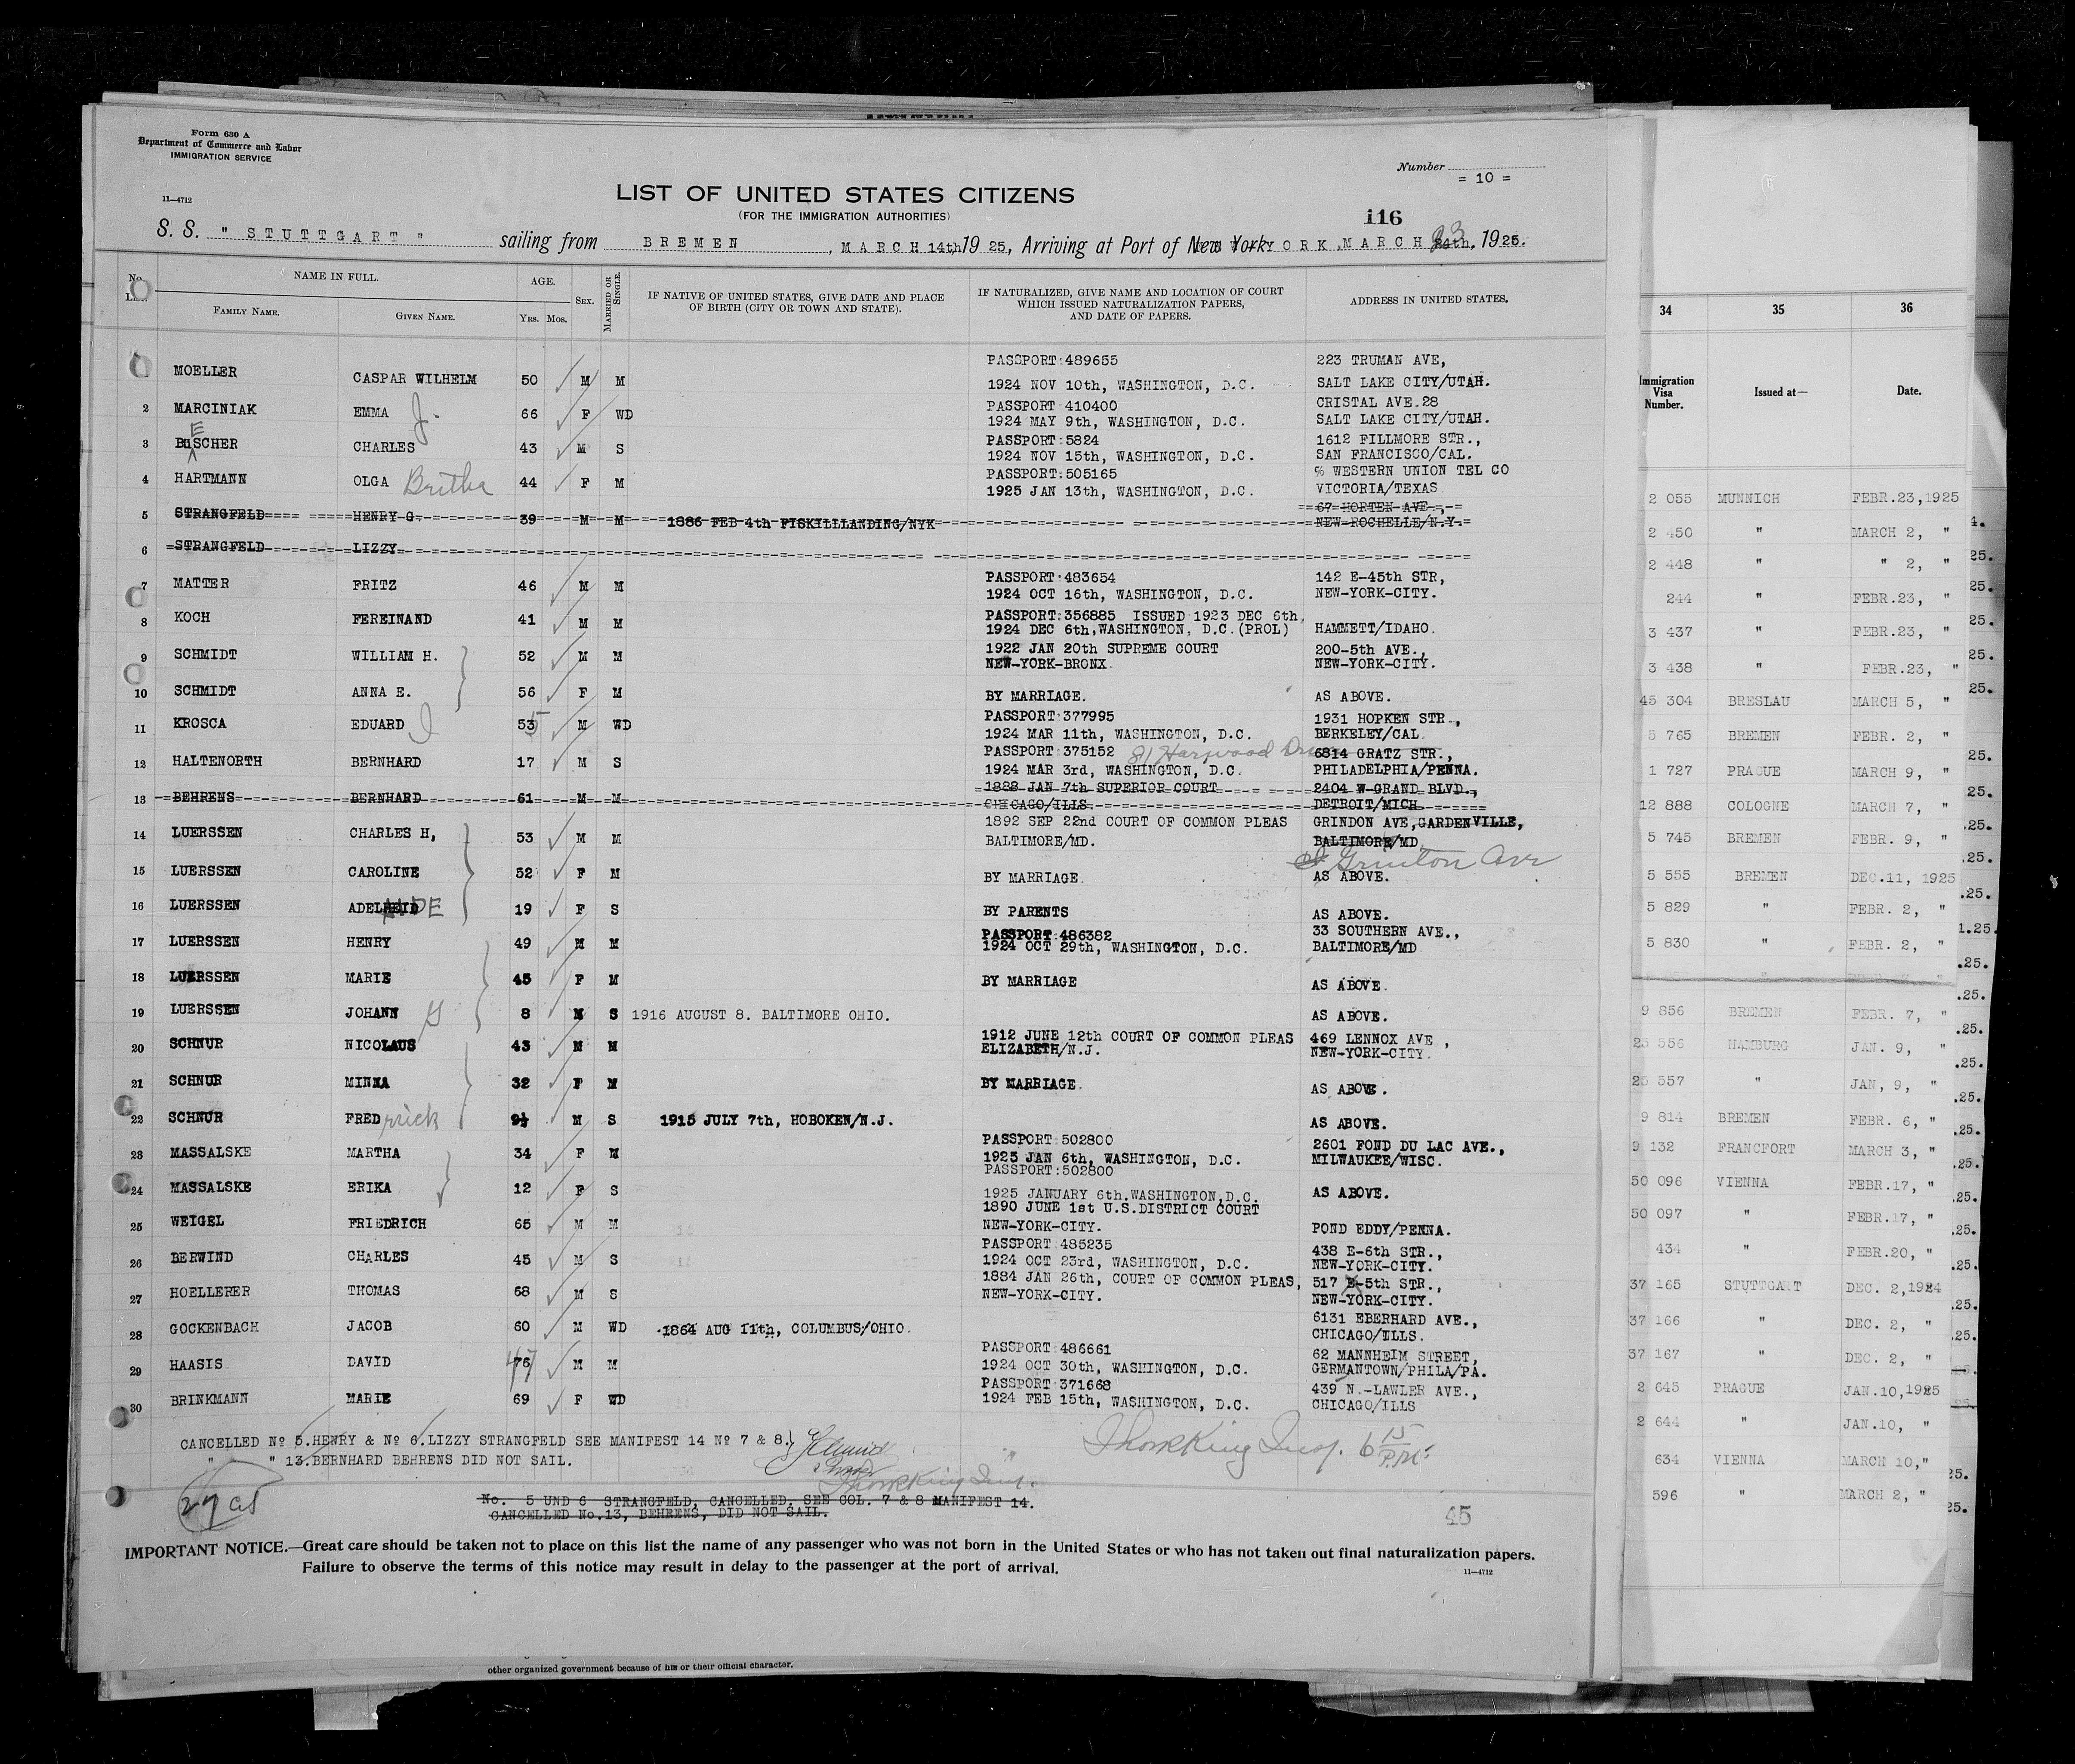 Form 630 A
Department of Commerce and Labor
IMMIGRATION SERVICE
11—4712
Number
= 10 =
LIST OF UNITED STATES CITIZENS
(FOR THE IMMIGRATION AUTHORITIES)
116
S. S. " STUTTGART " sailing from BREMEN, MARCH 14th, 1925, Arriving at Port of New York. YORK, MARCH 24th, 1925.
23
No.
NAME IN FULL.
AGE.
SEX.
MARRIED OR SINGLE.
IF NATIVE OF UNITED STATES, GIVE DATE AND PLACE
OF BIRTH (CITY OR TOWN AND STATE).
IF NATURALIZED, GIVE NAME AND LOCATION OF COURT
WHICH ISSUED NATURALIZATION PAPERS,
AND DATE OF PAPERS.
ADDRESS IN UNITED STATES.
FAMILY NAME. GIVEN NAME. YRS. MOS.
PASSPORT:489655 223 TRUMAN AVE,
MOELLER CASPAR WILHELM 50 M M 1924 NOV 10th, WASHINGTON, D.C. SALT LAKE CITY/UTAH.
PASSPORT 410400 CRISTAL AVE.28
2 MARCINIAK EMMA J. 66 F WD 1924 MAY 9th, WASHINGTON, D.C. SALT LAKE CITY/UTAH.
E
PASSPORT:5824 1612 FILLMORE STR.,
3 BUSCHER CHARLES 43 M S 1924 NOV 15th, WASHINGTON, D.C. SAN FRANCISCO/CAL.
PASSPORT:505165 % WESTERN UNION TEL CO
4 HARTMANN OLGA 44 F M 1925 JAN 13th, WASHINGTON, D.C. VICTORIA/TEXAS
67 HORTEN AVE.,
5 STRANGFELD HENRY G. 39 M M 1886 FEB 4th FISKILLLANDING/NYK NEW ROCHELLE/N.Y.
6 STRANGFELD LIZZY
PASSPORT:483654 142 E-45th STR,
7 MATTER FRITZ 46 M M 1924 OCT 16th, WASHINGTON, D.C. NEW-YORK-CITY.
PASSPORT:356885 ISSUED 1923 DEC 6th,
8 KOCH FEREINAND 41 M M 1924 DEC 6th, WASHINGTON, D.C. (PROL) HAMMETT/IDAHO.
1922 JAN 20th SUPREME COURT 200-5th AVE.,
9 SCHMIDT WILLIAM H. 52 M M NEW-YORK-BRONX. NEW-YORK-CITY.
10 SCHMIDT ANNA E. 56 F M BY MARRIAGE. AS ABOVE.
PASSPORT:377995 1931 HOPKEN STR.,
11 KROSCA EDUARD 53 5 M WD 1924 MAR 11th, WASHINGTON, D.C. BERKELEY/CAL.
PASSPORT:375152 81 Harwood 6814 GRATZ STR.,
12 HALTENORTH BERNHARD 17 M S 1924 MAR 3rd, WASHINGTON, D.C. PHILADELPHIA/PENNA.
1888 JAN 7th SUPERIOR COURT 2404 W-GRAND BLVD.,
13 BEHRENS BERNHARD 61 M M CHICAGO/ILLS. DETROIT/MICH
1892 SEP 22nd COURT OF COMMON PLEAS GRINDON AVE, GARDENVILLE,
14 LUERSSEN CHARLES H, 53 M M BALTIMORE/MD. BALTIMORE/MD
Grinton Avr
15 LUERSSEN CAROLINE 52 F M BY MARRIAGE. AS ABOVE.
16 LUERSSEN ADELHEID AIDE 19 F S BY PARENTS AS ABOVE.
PASSPORT:486382 33 SOUTHERN AVE.,
17 LUERSSEN HENRY 49 M M 1924 OCT 29th, WASHINGTON, D.C. BALTIMORE/MD
18 LUERSSEN MARIE 45 F M BY MARRIAGE AS ABOVE.
19 LUERSSEN JOHANN 8 M S 1916 AUGUST 8. BALTIMORE OHIO. AS ABOVE.
1912 JUNE 12th COURT OF COMMON PLEAS 469 LENNOX AVE ,
20 SCHNUR NICOLAUS 43 M M ELIZABETH/N.J. NEW-YORK-CITY.
21 SCHNUR MINNA 32 F M BY MARRIAGE. AS ABOVE.
22 SCHNUR FREDrick 9½ M S 1915 JULY 7th, HOBOKEN/N.J. AS ABOVE.
PASSPORT:502800 2601 FOND DU LAC AVE.,
23 MASSALSKE MARTHA 34 F M 1925 JAN 6th, WASHINGTON, D.C. MILWAUKEE/WISC.
PASSPORT:502800
24 MASSALSKE ERIKA 12 F S 1925 JANUARY 6th.WASHINGTON,D.C. AS ABOVE.
1890 JUNE 1st U.S.DISTRICT COURT
25 WEIGEL FRIEDRICH 65 M M NEW-YORK-CITY. POND EDDY/PENNA.
PASSPORT 485235 438 E-6th STR.,
26 BERWIND CHARLES 45 M S 1924 OCT 23rd, WASHINGTON, D.C. NEW-YORK-CITY.
1884 JAN 26th, COURT OF COMMON PLEAS, 517 E-5th STR.,
27 HOELLERER THOMAS 68 M S NEW-YORK-CITY. NEW-YORK-CITY.
6131 EBERHARD AVE.,
28 GOCKENBACH JACOB 60 M WD 1864 AUG 11th, COLUMBUS/OHIO. CHICAGO/ILLS.
PASSPORT 486661 62 MANNHEIM STREET,
29 HAASIS DAVID 76 47 M M 1924 OCT 30th, WASHINGTON, D.C. GERMANTOWN/PHILA/PA.
PASSPORT 371668 439 N.-LAWLER AVE.,
30 BRINKMANN MARIE 69 F WD 1924 FEB 15th, WASHINGTON, D.C. CHICAGO/ILLS
CANCELLED Nº 5.HENRY & Nº 6.LIZZY STRANGFELD SEE MANIFEST 14 Nº 7 & 8.
" " 13.BERNHARD BEHRENS DID NOT SAIL.
No. 5 UND 6 STRANGFELD, CANCELLED, SEE COL. 7 & 8 MANIFEST 14.
CANCELLED No.13, BEHRENS, DID NOT SAIL.
27
45
IMPORTANT NOTICE.—Great care should be taken not to place on this list the name of any passenger who was not born in the United States or who has not taken out final naturalization papers.
Failure to observe the terms of this notice may result in delay to the passenger at the port of arrival.
11—4712
other organized government because of his or their official character.
34 35 36
Immigration Visa Number. Issued at— Date.
2 055 MUNNICH FEBR.23,1925
2 450 " MARCH 2, "
2 448 " " 2, "
244 " FEBR.23, "
3 437 " FEBR.23, "
3 438 " FEBR.23, "
45 304 BRESLAU MARCH 5, "
5 765 BREMEN FEBR. 2, "
1 727 PRAGUE MARCH 9, "
12 888 COLOGNE MARCH 7, "
5 745 BREMEN FEBR. 9, "
5 555 BREMEN DEC.11, 1925
5 829 " FEBR. 2, "
5 830 " FEBR. 2, "
9 856 BREMEN FEBR. 7, "
25 556 HAMBURG JAN. 9, "
25 557 " JAN, 9, "
9 814 BREMEN FEBR. 6, "
9 132 FRANCFORT MARCH 3, "
50 096 VIENNA FEBR.17, "
50 097 " FEBR.17, "
434 " FEBR.20, "
37 165 STUTTGART DEC. 2,1924
37 166 " DEC. 2, "
37 167 " DEC. 2, "
2 645 PRAGUE JAN.10,1925
2 644 " JAN.10, "
634 VIENNA MARCH 10,"
596 " MARCH 2, "